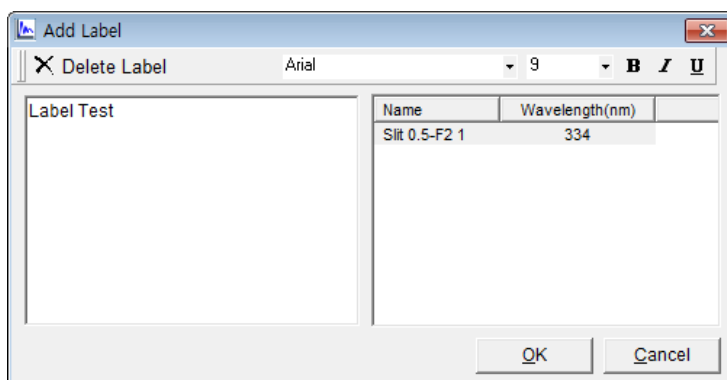 Add Label
Delete Label Arial 9 B I U
Label Test
Name Wavelength(nm)
Slit 0.5-F2 1 334
OK Cancel